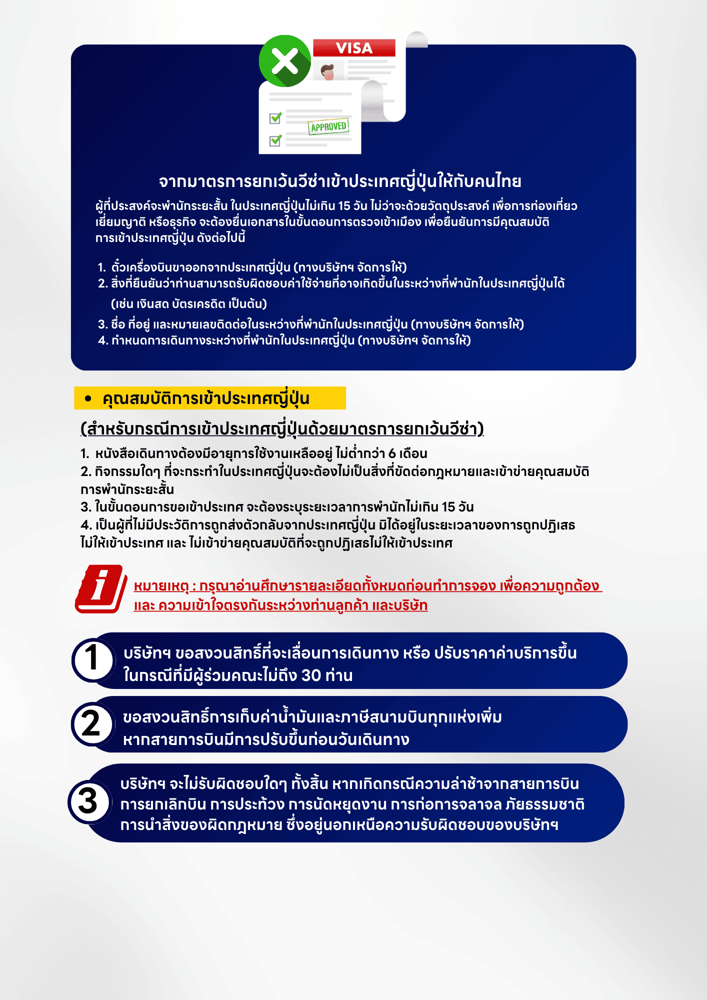 VISA
APPROVED
จากมาตรการยกเว้นวีซ่าเข้าประเทศญี่ปุ่นให้กับคนไทย
ผู้ที่ประสงค์จะพำนักระยะสั้น ในประเทศญี่ปุ่นไม่เกิน 15 วัน ไม่ว่าจะด้วยวัตถุประสงค์ เพื่อการท่องเที่ยว
เยี่ยมญาติ หรือธุรกิจ จะต้องยื่นเอกสารในขั้นตอนการตรวจเข้าเมือง เพื่อยืนยันการมีคุณสมบัติ
การเข้าประเทศญี่ปุ่น ดังต่อไปนี้
1. ตั๋วเครื่องบินขาออกจากประเทศญี่ปุ่น (ทางบริษัทฯ จัดการให้)
2. สิ่งที่ยืนยันว่าท่านสามารถรับผิดชอบค่าใช้จ่ายที่อาจเกิดขึ้นในระหว่างที่พำนักในประเทศญี่ปุ่นได้
(เช่น เงินสด บัตรเครดิต เป็นต้น)
3. ชื่อ ที่อยู่ และหมายเลขติดต่อในระหว่างที่พำนักในประเทศญี่ปุ่น (ทางบริษัทฯ จัดการให้)
4. กำหนดการเดินทางระหว่างที่พำนักในประเทศญี่ปุ่น (ทางบริษัทฯ จัดการให้)
• คุณสมบัติการเข้าประเทศญี่ปุ่น
(สำหรับกรณีการเข้าประเทศญี่ปุ่นด้วยมาตรการยกเว้นวีซ่า)
1. หนังสือเดินทางต้องมีอายุการใช้งานเหลืออยู่ ไม่ต่ำกว่า 6 เดือน
2. กิจกรรมใดๆ ที่จะกระทำในประเทศญี่ปุ่นจะต้องไม่เป็นสิ่งที่ขัดต่อกฎหมายและเข้าข่ายคุณสมบัติ
การพำนักระยะสั้น
3. ในขั้นตอนการขอเข้าประเทศ จะต้องระบุระยะเวลาการพำนักไม่เกิน 15 วัน
4. เป็นผู้ที่ไม่มีประวัติการถูกส่งตัวกลับจากประเทศญี่ปุ่น มิได้อยู่ในระยะเวลาของการถูกปฏิเสธ
ไม่ให้เข้าประเทศ และ ไม่เข้าข่ายคุณสมบัติที่จะถูกปฏิเสธไม่ให้เข้าประเทศ
หมายเหตุ : กรุณาอ่านศึกษารายละเอียดทั้งหมดก่อนทำการจอง เพื่อความถูกต้อง
และ ความเข้าใจตรงกันระหว่างท่านลูกค้า และบริษัท
1
บริษัทฯ ขอสงวนสิทธิ์ที่จะเลื่อนการเดินทาง หรือ ปรับราคาค่าบริการขึ้น
ในกรณีที่มีผู้ร่วมคณะไม่ถึง 30 ท่าน
2
ขอสงวนสิทธิ์การเก็บค่าน้ำมันและภาษีสนามบินทุกแห่งเพิ่ม
หากสายการบินมีการปรับขึ้นก่อนวันเดินทาง
3
บริษัทฯ จะไม่รับผิดชอบใดๆ ทั้งสิ้น หากเกิดกรณีความล่าช้าจากสายการบิน
การยกเลิกบิน การประท้วง การนัดหยุดงาน การก่อการจลาจล ภัยธรรมชาติ
การนำสิ่งของผิดกฎหมาย ซึ่งอยู่นอกเหนือความรับผิดชอบของบริษัทฯ